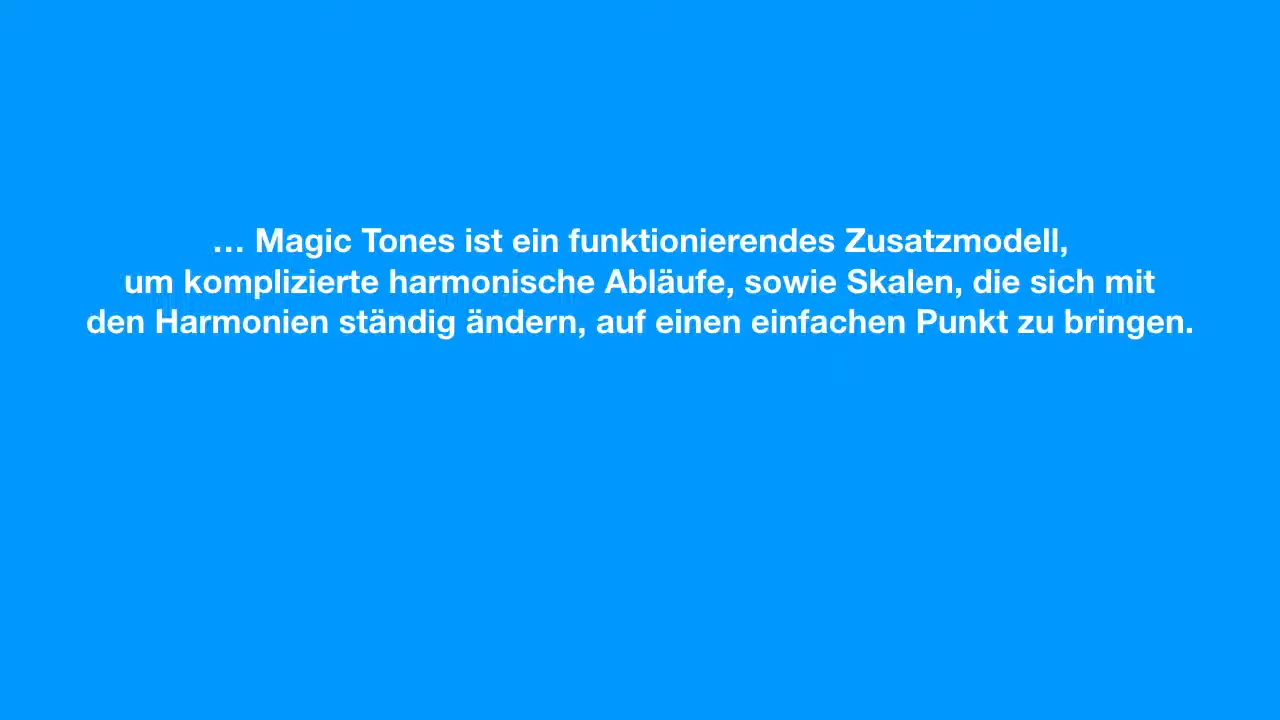 … Magic Tones ist ein funktionierendes Zusatzmodell,
um komplizierte harmonische Abläufe, sowie Skalen, die sich mit
den Harmonien ständig ändern, auf einen einfachen Punkt zu bringen.